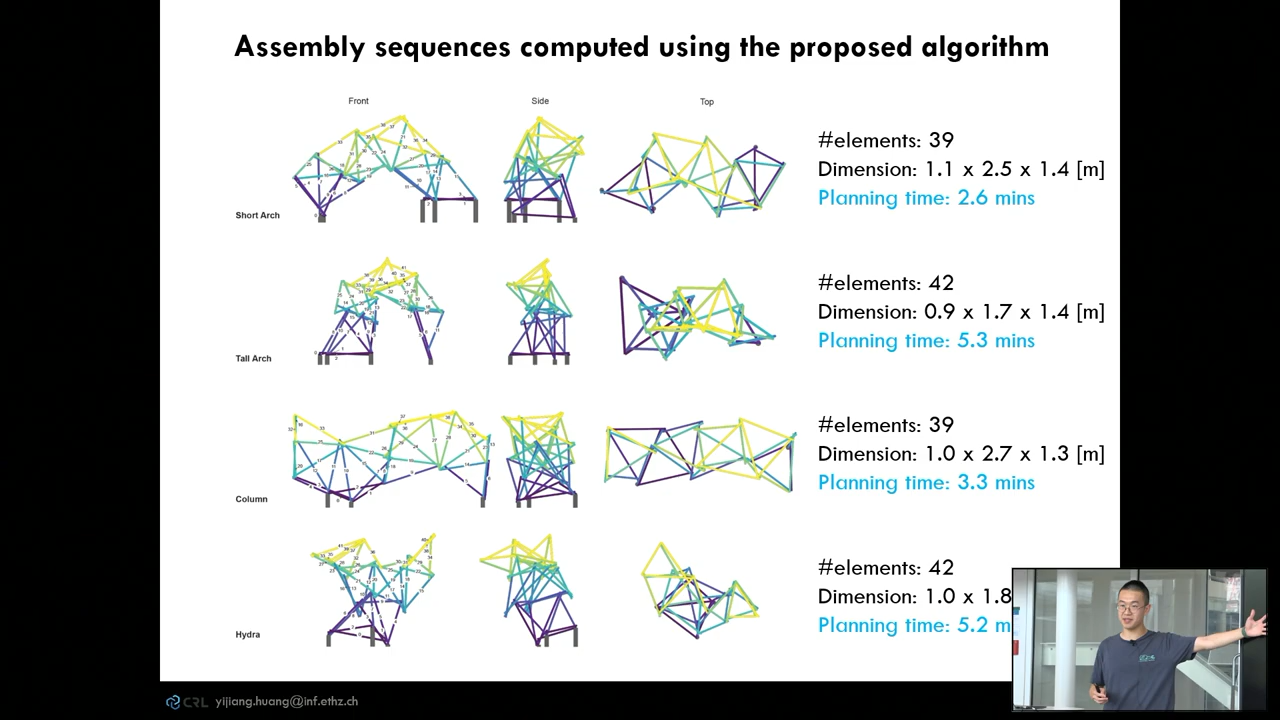 Assembly sequences computed using the proposed algorithm
Front Side Top
#elements: 39
Dimension: 1.1 x 2.5 x 1.4 [m]
Planning time: 2.6 mins
Short Arch
#elements: 42
Dimension: 0.9 x 1.7 x 1.4 [m]
Planning time: 5.3 mins
Tall Arch
#elements: 39
Dimension: 1.0 x 2.7 x 1.3 [m]
Planning time: 3.3 mins
Column
#elements: 42
Dimension: 1.0 x 1.8
Planning time: 5.2 m
Hydra
CRL yijiang.huang@inf.ethz.ch